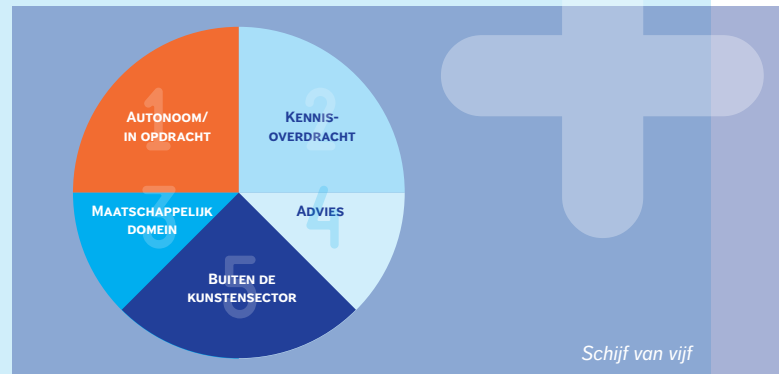 1
AUTONOOM/
IN OPDRACHT
2
KENNIS-
OVERDRACHT
3
MAATSCHAPPELIJK
DOMEIN
4
ADVIES
5
BUITEN DE
KUNSTENSECTOR
Schijf van vijf